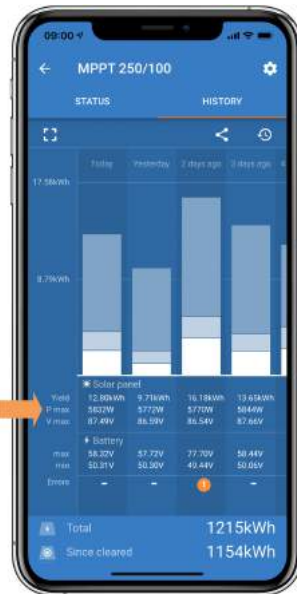 09:00
MPPT 250/100
STATUS HISTORY
Today Yesterday 2 days ago 3 days ago
17.58kWh
8.79kWh
Solar panel
Yield 12.80kWh 9.71kWh 16.18kWh 13.65kWh
P max 5832W 5772W 5770W 5844W
V max 87.49V 86.59V 86.54V 87.66V
Battery
max 58.32V 57.72V 77.70V 58.44V
min 50.31V 50.30V 49.44V 50.06V
Errors - - ! -
Total 1215kWh
Since cleared 1154kWh